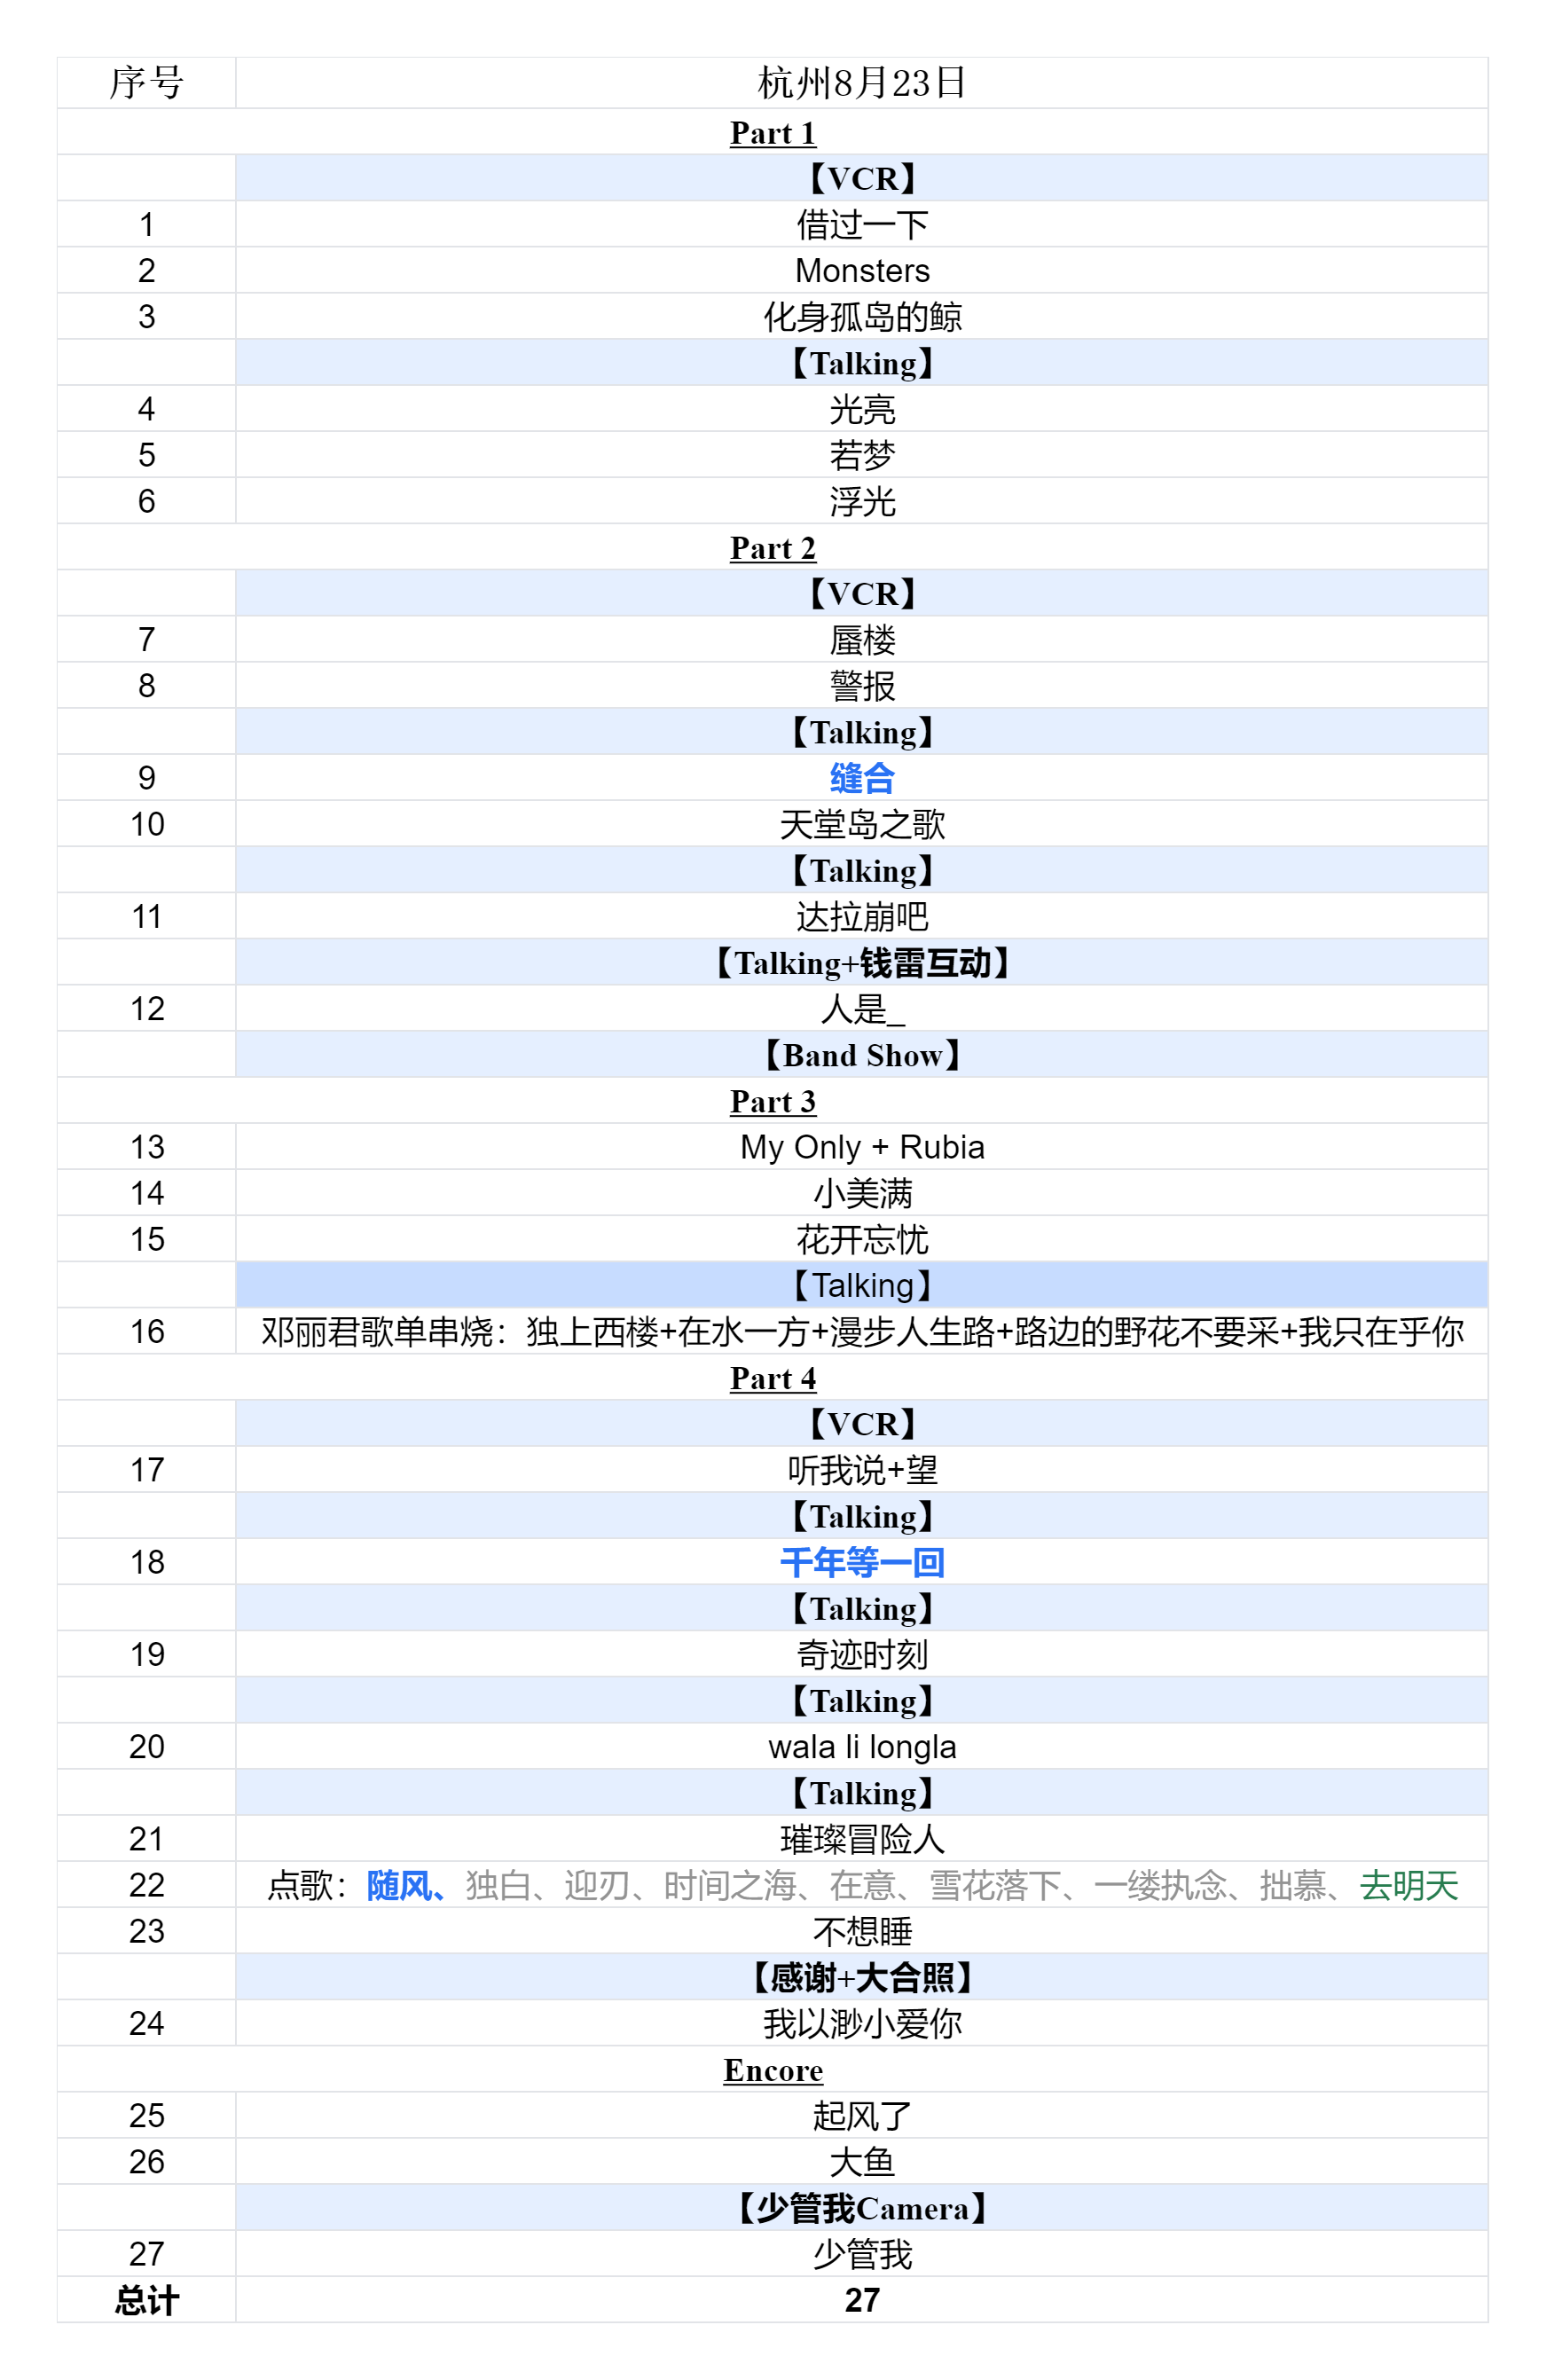 序号 杭州8月23日
Part 1
【VCR】
1 借过一下
2 Monsters
3 化身孤岛的鲸
【Talking】
4 光亮
5 若梦
6 浮光
Part 2
【VCR】
7 蜃楼
8 警报
【Talking】
9 缝合
10 天堂岛之歌
【Talking】
11 达拉崩吧
【Talking+钱雷互动】
12 人是_
【Band Show】
Part 3
13 My Only + Rubia
14 小美满
15 花开忘忧
【Talking】
16 邓丽君歌单串烧：独上西楼+在水一方+漫步人生路+路边的野花不要采+我只在乎你
Part 4
【VCR】
17 听我说+望
【Talking】
18 千年等一回
【Talking】
19 奇迹时刻
【Talking】
20 wala li longla
【Talking】
21 璀璨冒险人
22 点歌：随风、独白、迎刃、时间之海、在意、雪花落下、一缕执念、拙慕、去明天
23 不想睡
【感谢+大合照】
24 我以渺小爱你
Encore
25 起风了
26 大鱼
【少管我Camera】
27 少管我
总计 27